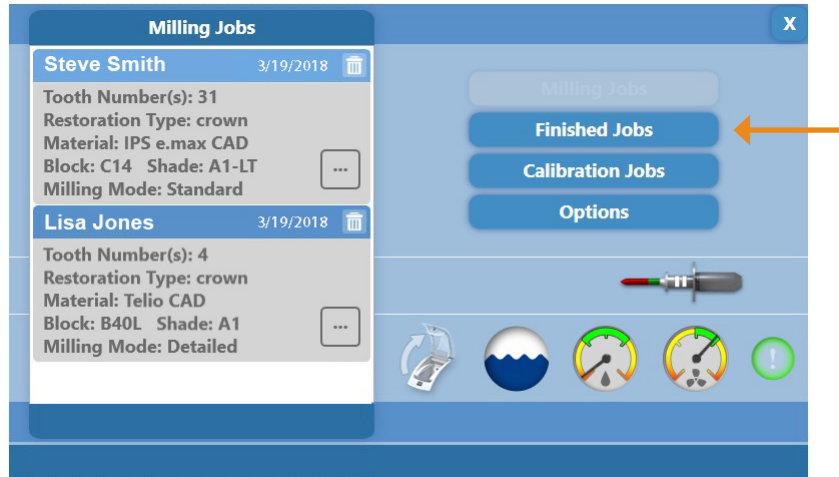 Milling Jobs
X
Steve Smith 3/19/2018
Tooth Number(s): 31
Restoration Type: crown
Material: IPS e.max CAD
Block: C14 Shade: A1-LT
Milling Mode: Standard
...
Lisa Jones 3/19/2018
Tooth Number(s): 4
Restoration Type: crown
Material: Telio CAD
Block: B40L Shade: A1
Milling Mode: Detailed
...
Milling Jobs
Finished Jobs
Calibration Jobs
Options
!